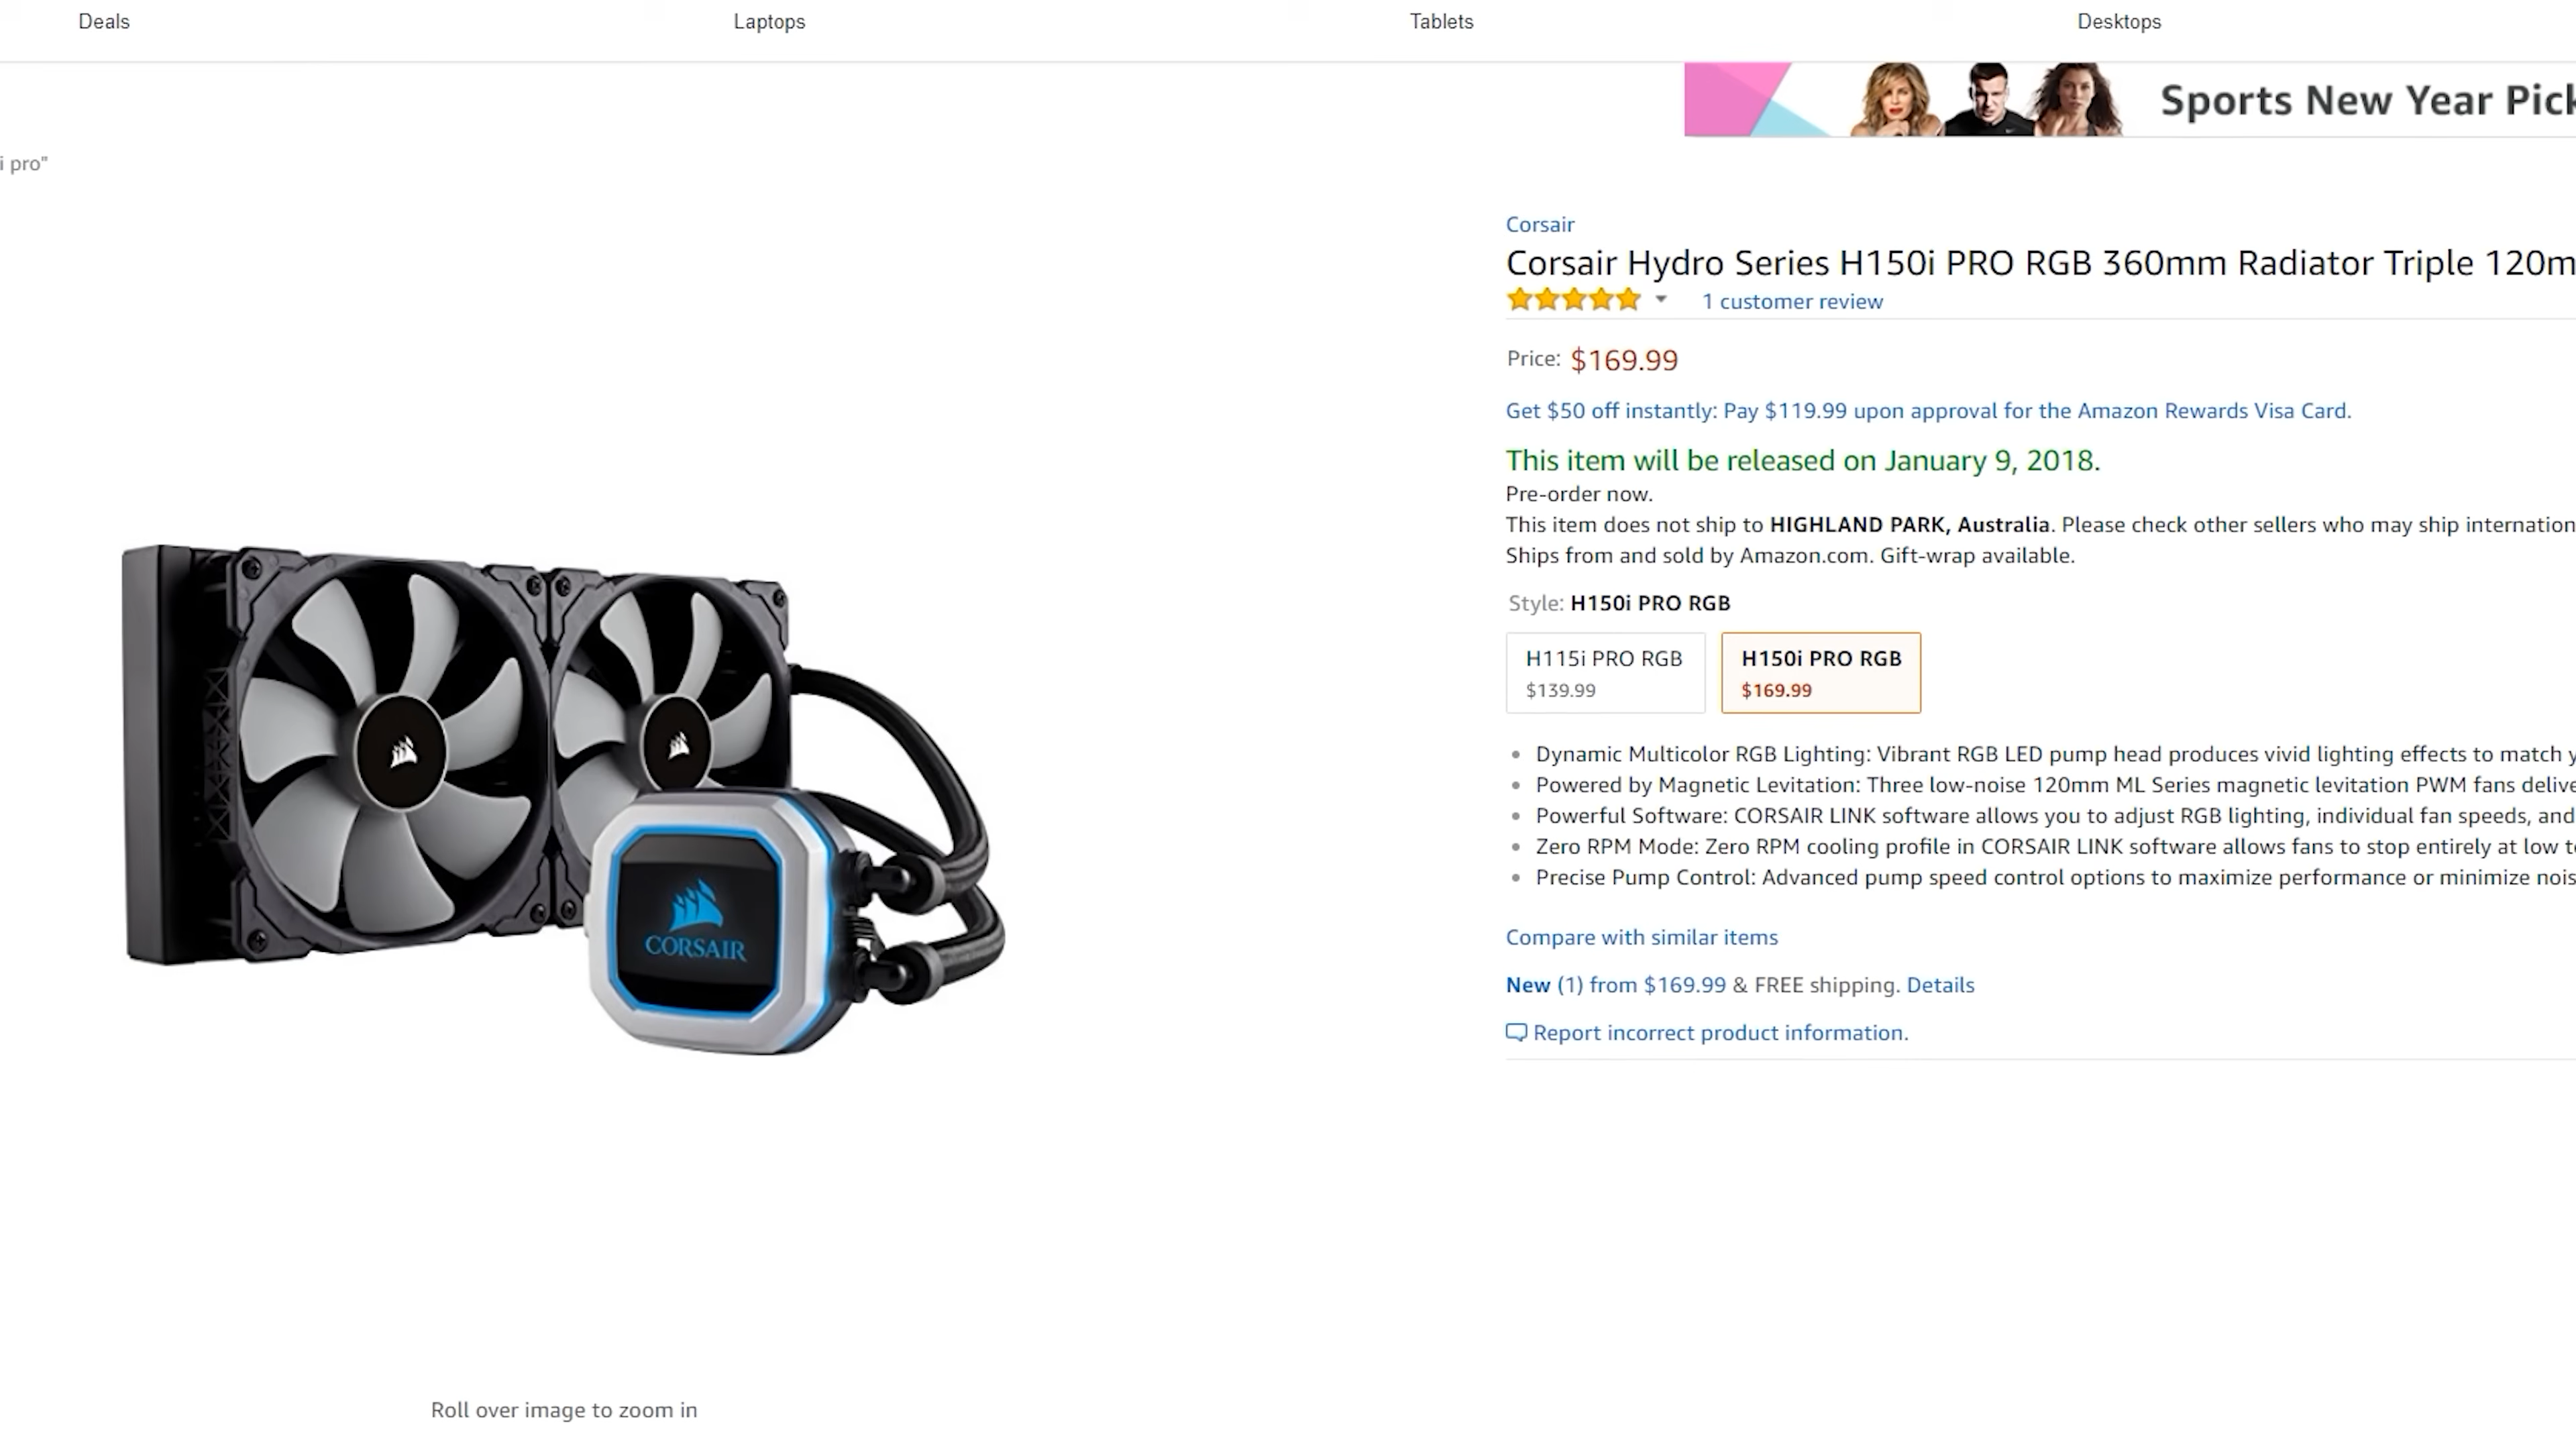 Deals Laptops Tablets Desktops
Sports New Year Pick
i pro"
Corsair
Corsair Hydro Series H150i PRO RGB 360mm Radiator Triple 120m
1 customer review
Price: $169.99
Get $50 off instantly: Pay $119.99 upon approval for the Amazon Rewards Visa Card.
This item will be released on January 9, 2018.
Pre-order now.
This item does not ship to HIGHLAND PARK, Australia. Please check other sellers who may ship internation
Ships from and sold by Amazon.com. Gift-wrap available.
Style: H150i PRO RGB
H115i PRO RGB H150i PRO RGB
$139.99 $169.99
Dynamic Multicolor RGB Lighting: Vibrant RGB LED pump head produces vivid lighting effects to match y
Powered by Magnetic Levitation: Three low-noise 120mm ML Series magnetic levitation PWM fans delive
Powerful Software: CORSAIR LINK software allows you to adjust RGB lighting, individual fan speeds, and
Zero RPM Mode: Zero RPM cooling profile in CORSAIR LINK software allows fans to stop entirely at low t
Precise Pump Control: Advanced pump speed control options to maximize performance or minimize nois
CORSAIR
Compare with similar items
New (1) from $169.99 & FREE shipping. Details
Report incorrect product information.
Roll over image to zoom in